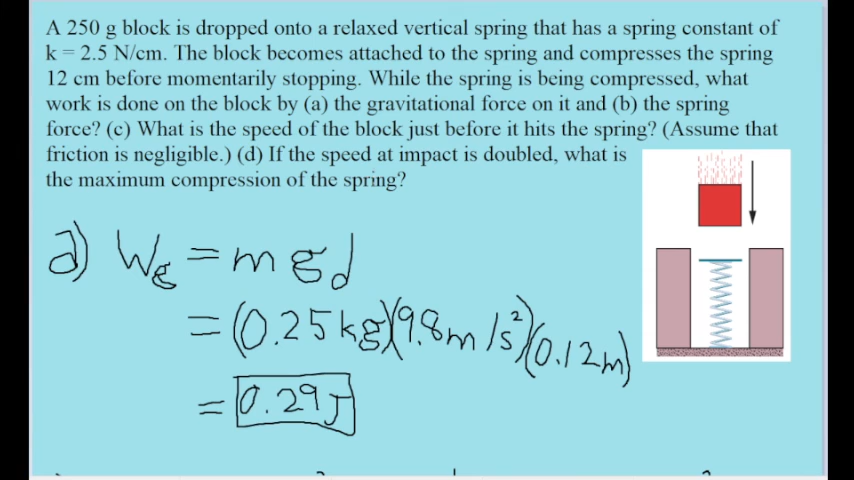 A 250 g block is dropped onto a relaxed vertical spring that has a spring constant of
k = 2.5 N/cm. The block becomes attached to the spring and compresses the spring
12 cm before momentarily stopping. While the spring is being compressed, what
work is done on the block by (a) the gravitational force on it and (b) the spring
force? (c) What is the speed of the block just before it hits the spring? (Assume that
friction is negligible.) (d) If the speed at impact is doubled, what is
the maximum compression of the spring?
a) Wg = mgd
= (0.25kg)(9.8m/s²)(0.12m)
= 0.29J